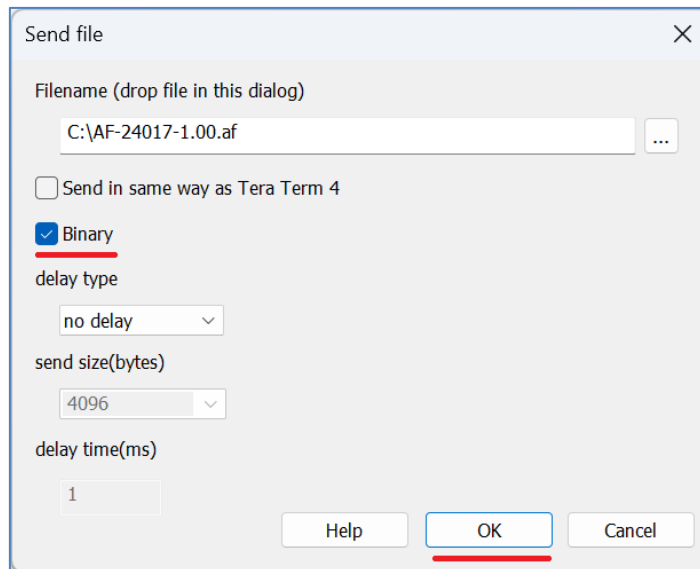 Send file
Filename (drop file in this dialog)
C:\AF-24017-1.00.af
...
Send in same way as Tera Term 4
Binary
delay type
no delay
send size(bytes)
4096
delay time(ms)
1
Help OK Cancel